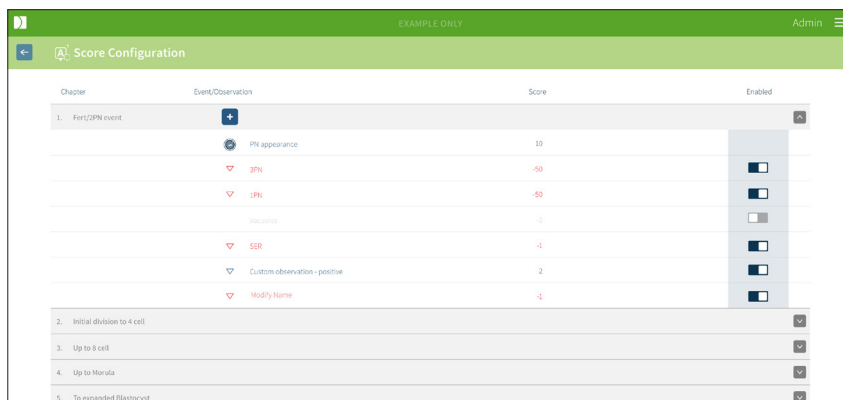 EXAMPLE ONLY
Admin
Score Configuration
Chapter Event/Observation Score Enabled
1. Fert/2PN event +
PN appearance 10
3PN -50
1PN -50
SER -1
Custom observation - positive 2
Modify Name -1
2. Initial division to 4 cell
3. Up to 8 cell
4. Up to Morula
5. To expanded Blastocyst